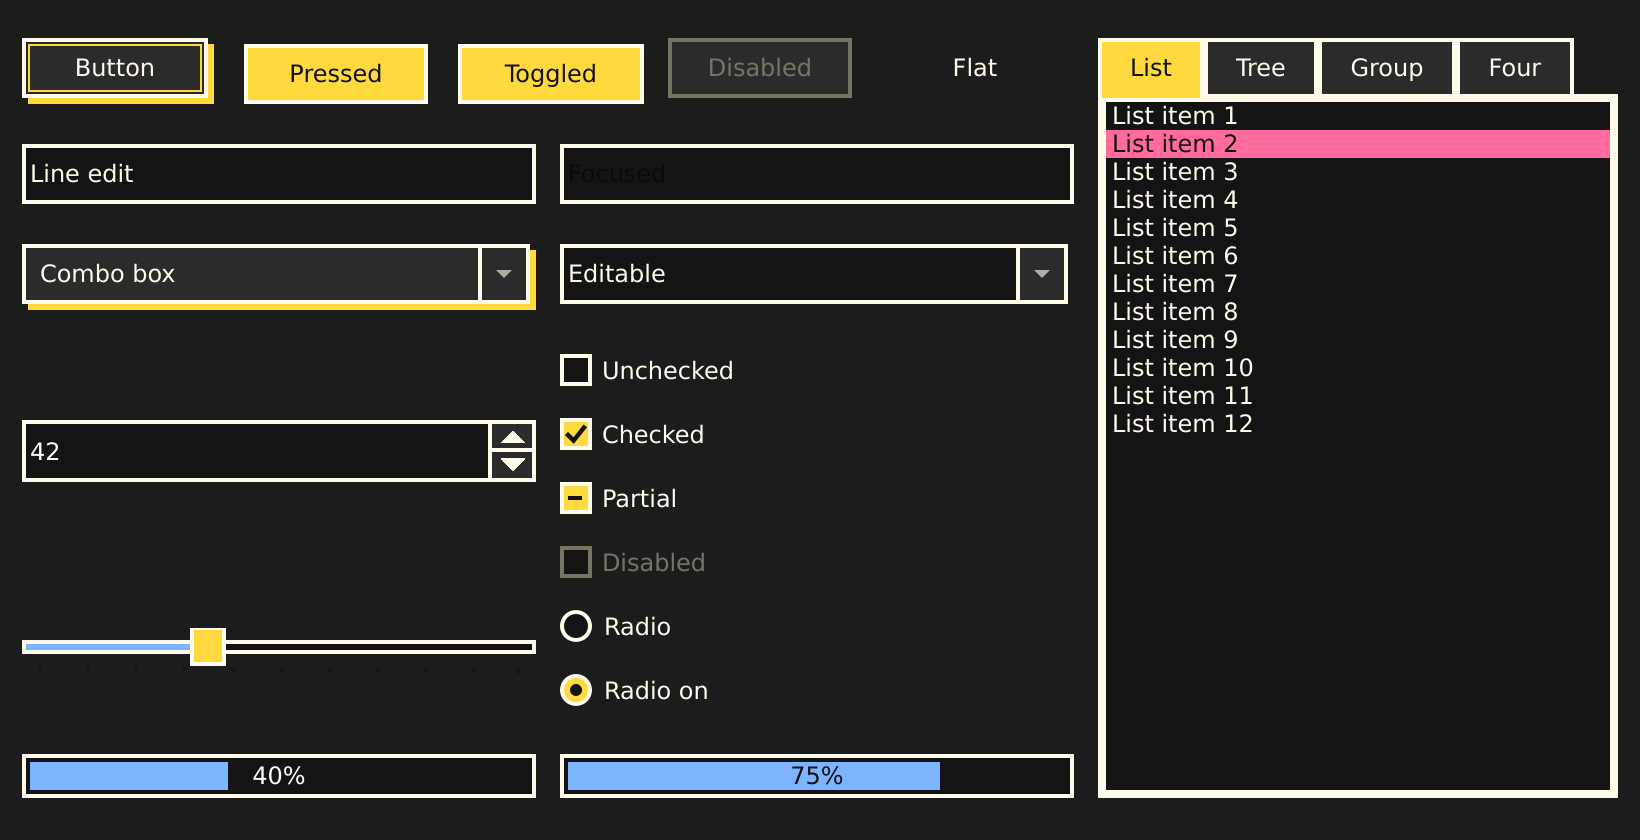 Button
Pressed
Toggled
Disabled
Flat
Line edit
Focused
Combo box
Editable
Unchecked
42
Checked
Partial
Disabled
Radio
Radio on
40%
75%
List
Tree
Group
Four
List item 1
List item 2
List item 3
List item 4
List item 5
List item 6
List item 7
List item 8
List item 9
List item 10
List item 11
List item 12